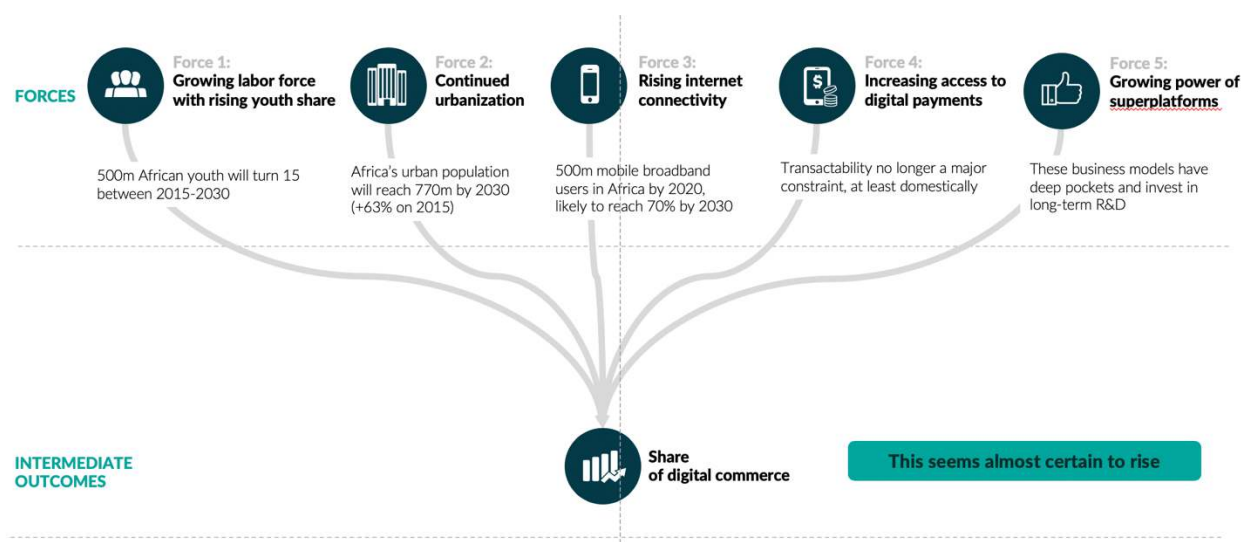 FORCES
Force 1:
Growing labor force
with rising youth share
500m African youth will turn 15
between 2015-2030
Force 2:
Continued
urbanization
Africa's urban population
will reach 770m by 2030
(+63% on 2015)
Force 3:
Rising internet
connectivity
500m mobile broadband
users in Africa by 2020,
likely to reach 70% by 2030
Force 4:
Increasing access to
digital payments
$
Transactability no longer a major
constraint, at least domestically
Force 5:
Growing power of
superplatforms
These business models have
deep pockets and invest in
long-term R&D
INTERMEDIATE
OUTCOMES
Share
of digital commerce
This seems almost certain to rise